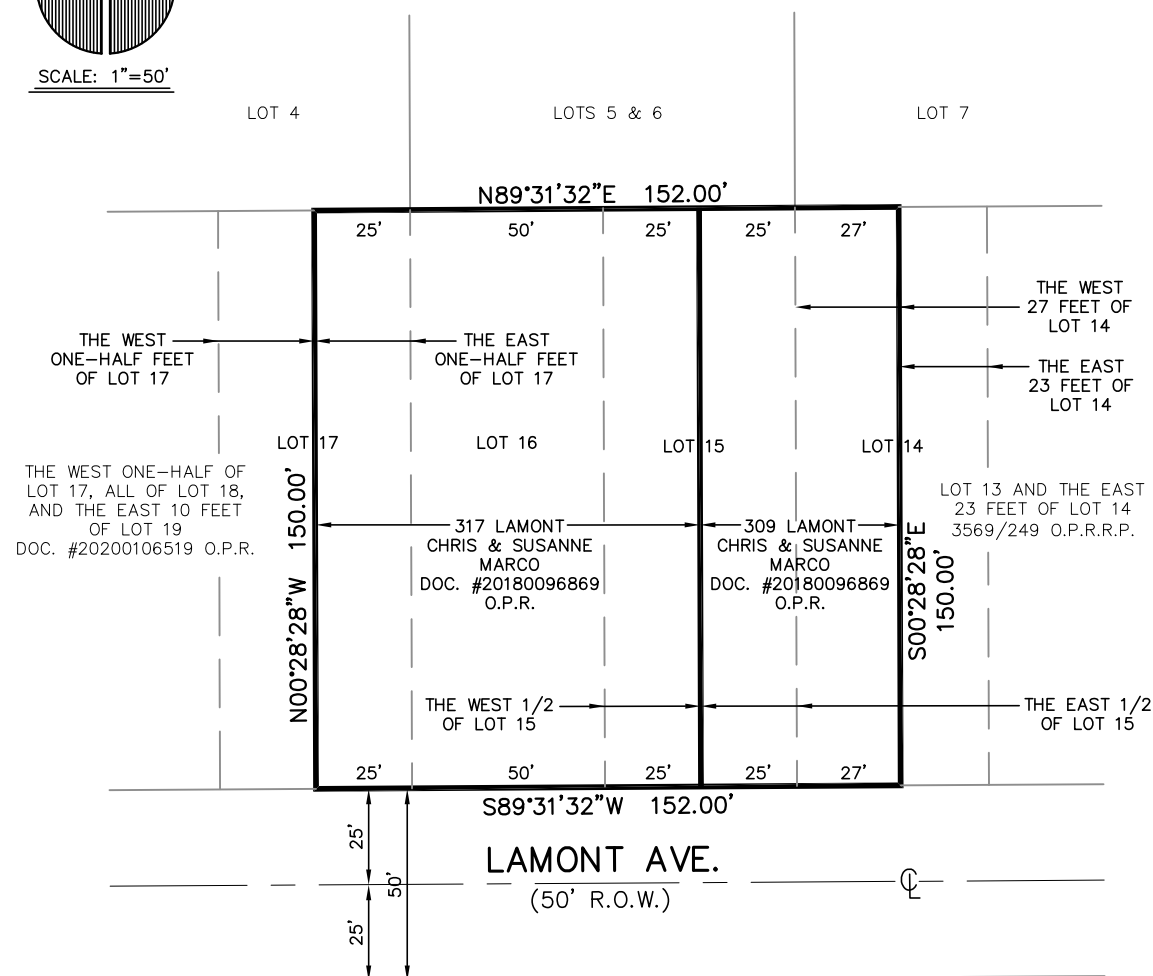 SCALE: 1"=50'
LOT 4
LOTS 5 & 6
LOT 7
N89°31'32"E 152.00'
25'
50'
25'
25'
27'
THE WEST
27 FEET OF
LOT 14
THE WEST
ONE-HALF FEET
OF LOT 17
THE EAST
ONE-HALF FEET
OF LOT 17
THE EAST
23 FEET OF
LOT 14
LOT 17
LOT 16
LOT 15
LOT 14
THE WEST ONE-HALF OF
LOT 17, ALL OF LOT 18,
AND THE EAST 10 FEET
OF LOT 19
DOC. #20200106519 O.P.R.
N00°28'28"W 150.00'
317 LAMONT
CHRIS & SUSANNE
MARCO
DOC. #20180096869
O.P.R.
309 LAMONT
CHRIS & SUSANNE
MARCO
DOC. #20180096869
O.P.R.
S00°28'28"E
150.00'
LOT 13 AND THE EAST
23 FEET OF LOT 14
3569/249 O.P.R.R.P.
THE WEST 1/2
OF LOT 15
THE EAST 1/2
OF LOT 15
25'
50'
25'
25'
27'
S89°31'32"W 152.00'
25'
50'
25'
LAMONT AVE.
(50' R.O.W.)
℄